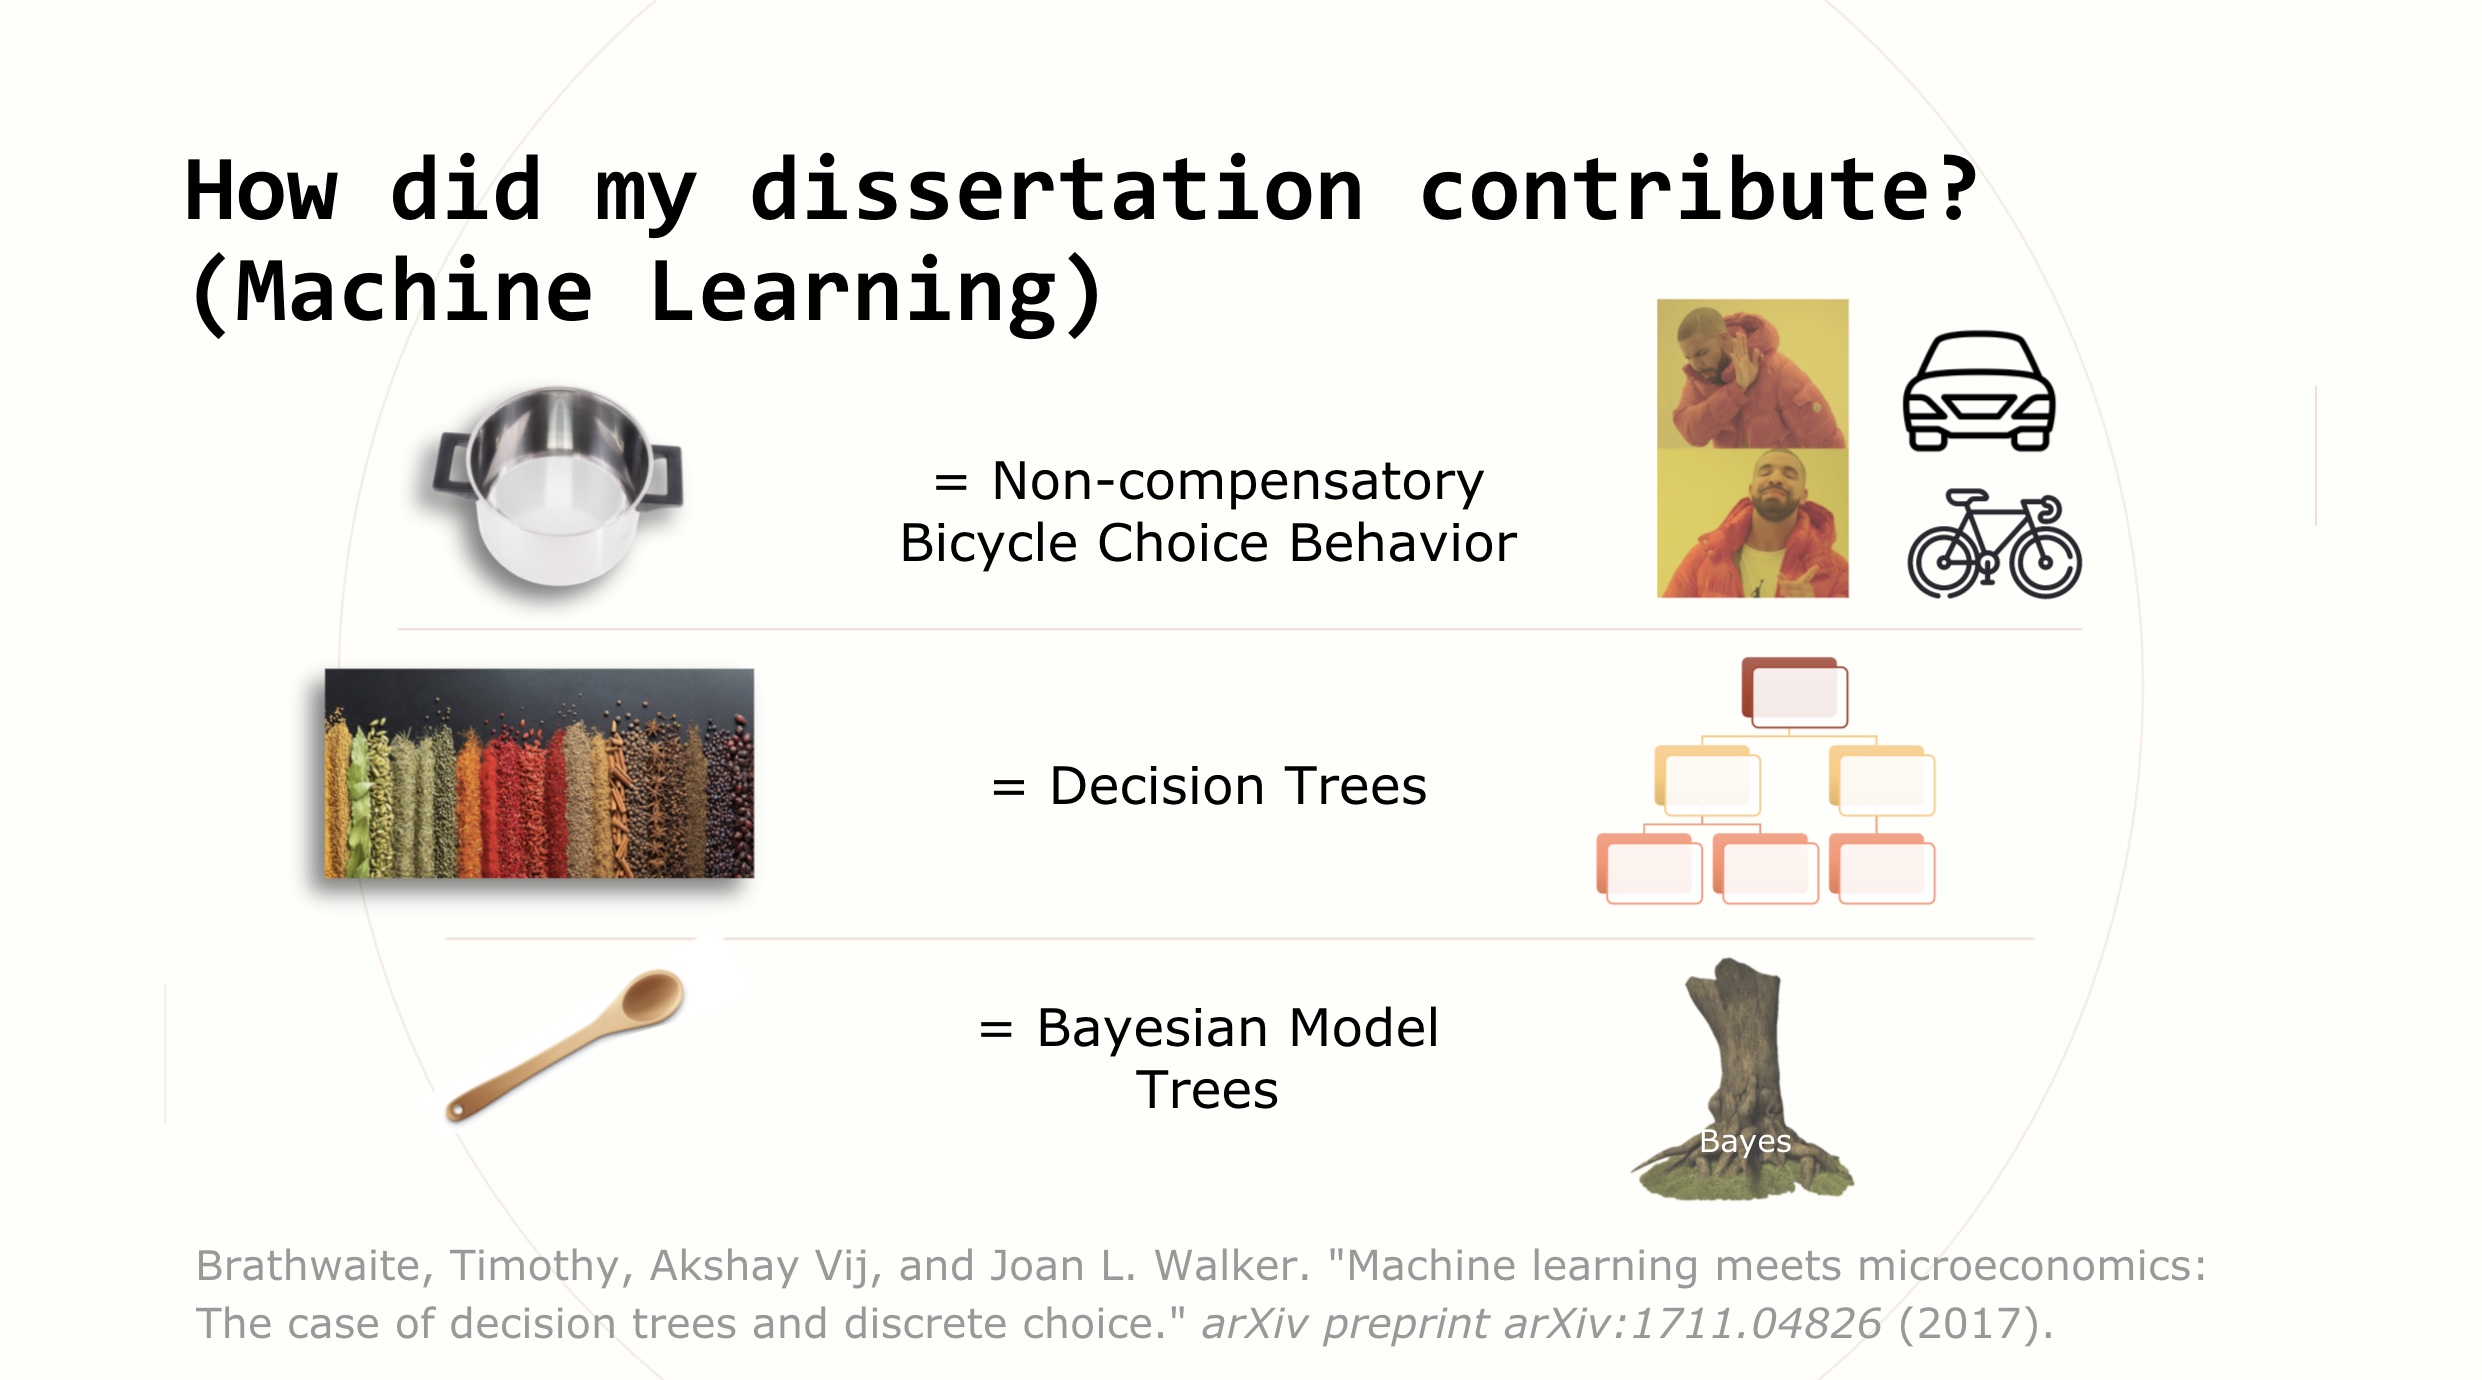 How did my dissertation contribute?
(Machine Learning)
= Non-compensatory
Bicycle Choice Behavior
= Decision Trees
= Bayesian Model
Trees
Bayes
Brathwaite, Timothy, Akshay Vij, and Joan L. Walker. "Machine learning meets microeconomics:
The case of decision trees and discrete choice." arXiv preprint arXiv:1711.04826 (2017).